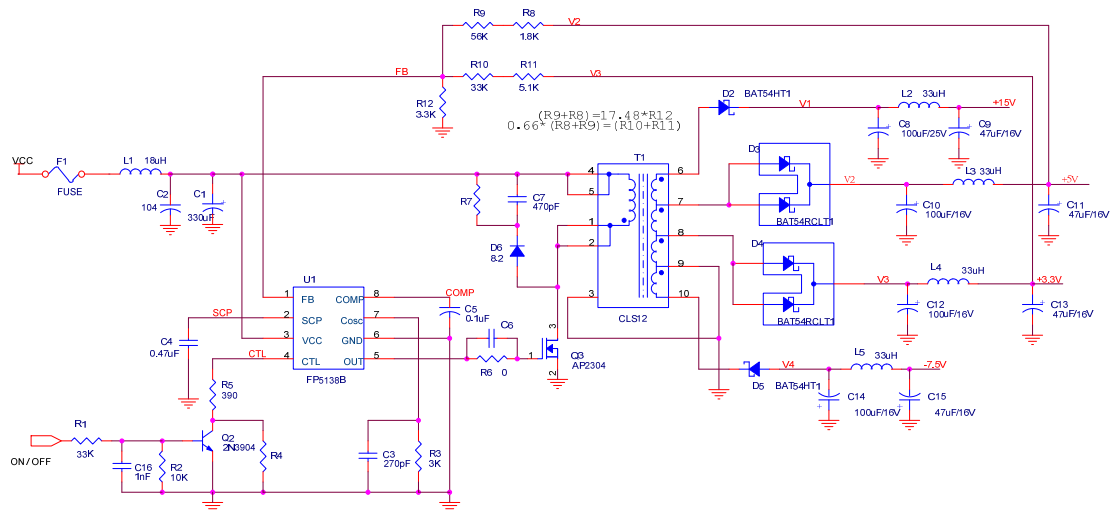 R9
R8
V2
56K
1.8K
FB
R10
R11
V3
33K
5.1K
R12
3.3K
(R9+R8)=17.48*R12
0.66*(R8+R9)=(R10+R11)
D2
BAT54HT1
V1
L2
33uH
+15V
C8
100uF/25V
C9
47uF/16V
VCC
F1
FUSE
L1
18uH
C2
104
C1
330uF
R7
C7
470pF
D6
8.2
T1
4
5
1
2
3
6
7
8
9
10
CLS12
D3
BAT54RCLT1
V2
L3
33uH
+5V
C10
100uF/16V
C11
47uF/16V
D4
BAT54RCLT1
V3
L4
33uH
+3.3V
C12
100uF/16V
C13
47uF/16V
U1
1
FB
COMP
8
COMP
SCP
2
SCP
Cosc
7
3
VCC
GND
6
CTL
4
CTL
OUT
5
FP5138B
C4
0.47uF
C5
0.1uF
C6
R6
0
1
3
2
Q3
AP2304
V4
D5
BAT54HT1
L5
33uH
-7.5V
C14
100uF/16V
C15
47uF/16V
R5
390
R1
33K
ON/OFF
C16
1nF
R2
10K
Q2
2N3904
R4
C3
270pF
R3
3K